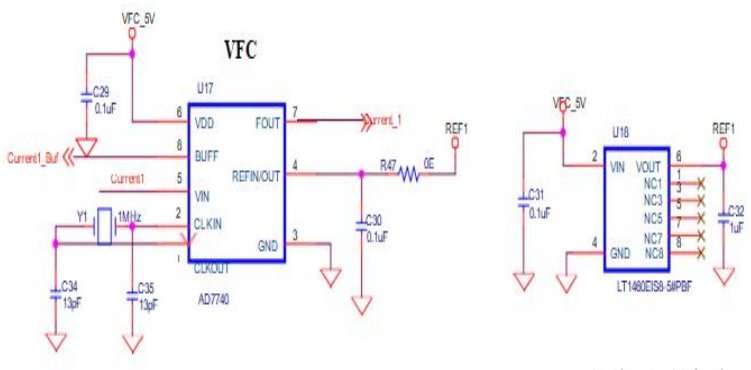 VFC_5V
VFC
U17
C29
0.1uF
6
VDD
FOUT
7
Current_1
8
BUFF
Current1_Buf
REFIN/OUT
4
R47
0E
REF1
Current1
5
VIN
Y1
1MHz
2
CLKIN
C30
0.1uF
GND
3
1
CLKOUT
C34
13pF
C35
13pF
AD7740
VFC_5V
U18
REF1
2
VIN
VOUT
6
NC1
1
NC3
3
NC5
5
NC7
7
NC8
8
C31
0.1uF
C32
1uF
4
GND
LT1460EIS8-5#PBF